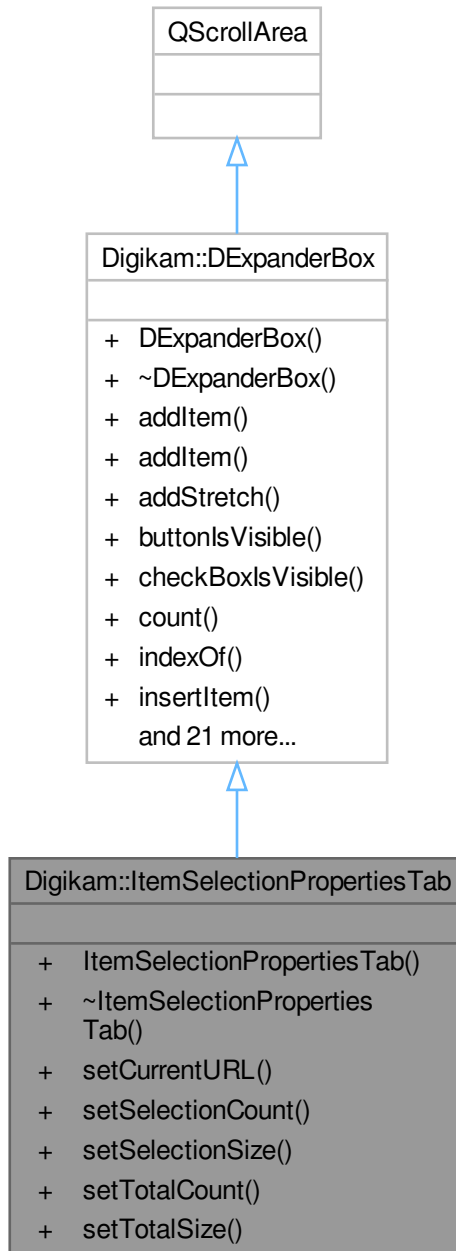 QScrollArea
Digikam::DExpanderBox
+ DExpanderBox()
+ ~DExpanderBox()
+ addItem()
+ addItem()
+ addStretch()
+ buttonIsVisible()
+ checkBoxIsVisible()
+ count()
+ indexOf()
+ insertItem()
and 21 more...
Digikam::ItemSelectionPropertiesTab
+ ItemSelectionPropertiesTab()
+ ~ItemSelectionProperties
Tab()
+ setCurrentURL()
+ setSelectionCount()
+ setSelectionSize()
+ setTotalCount()
+ setTotalSize()